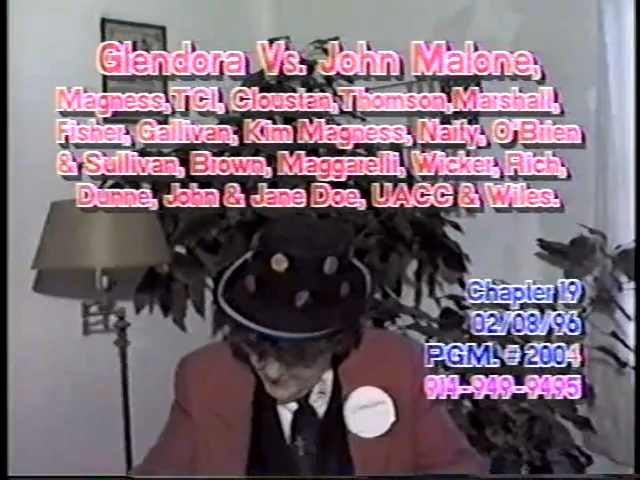 Glendora Vs. John Malone,
Magness, TCI, Cloustan, Thomson, Marshall,
Fisher, Gallivan, Kim Magness, Naify, O'Brien
& Sullivan, Brown, Maggarelli, Wicker, Rich,
Dunne, John & Jane Doe, UACC & Wiles.
Chapter 19
02/08/96
PGM. # 2004
914-949-9495